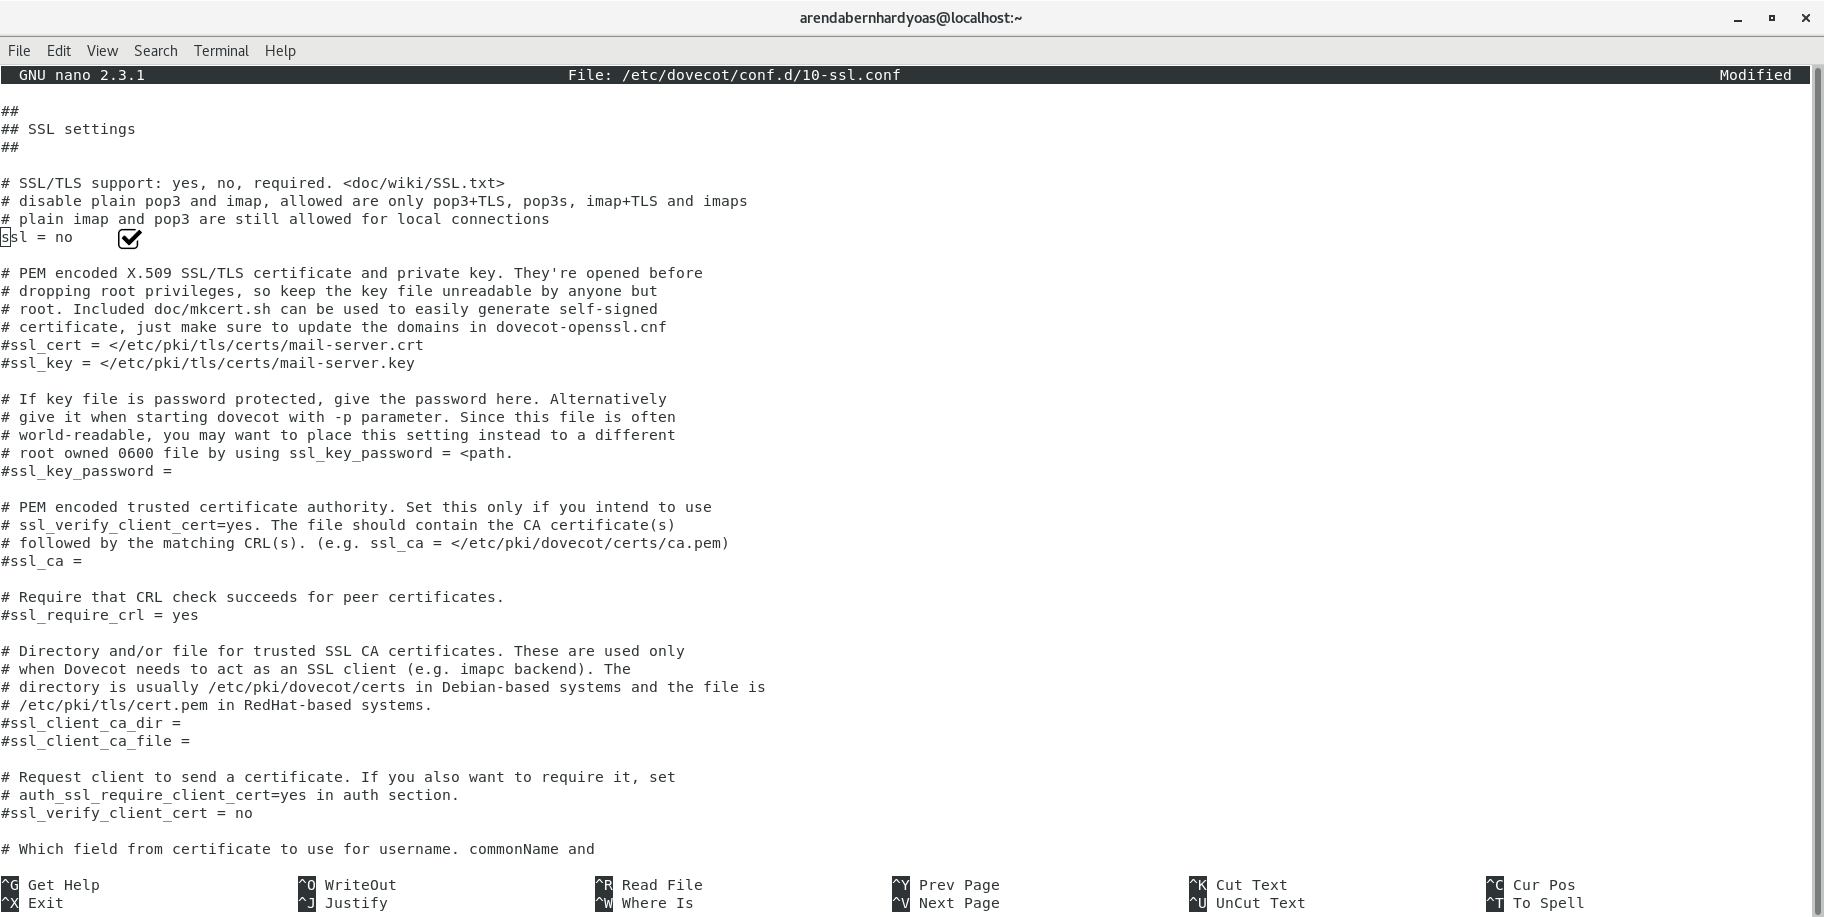 arendabernhardyoas@localhost:~
File Edit View Search Terminal Help
GNU nano 2.3.1 File: /etc/dovecot/conf.d/10-ssl.conf Modified
##
## SSL settings
##
# SSL/TLS support: yes, no, required. <doc/wiki/SSL.txt>
# disable plain pop3 and imap, allowed are only pop3+TLS, pop3s, imap+TLS and imaps
# plain imap and pop3 are still allowed for local connections
ssl = no
# PEM encoded X.509 SSL/TLS certificate and private key. They're opened before
# dropping root privileges, so keep the key file unreadable by anyone but
# root. Included doc/mkcert.sh can be used to easily generate self-signed
# certificate, just make sure to update the domains in dovecot-openssl.cnf
#ssl_cert = </etc/pki/tls/certs/mail-server.crt
#ssl_key = </etc/pki/tls/certs/mail-server.key
# If key file is password protected, give the password here. Alternatively
# give it when starting dovecot with -p parameter. Since this file is often
# world-readable, you may want to place this setting instead to a different
# root owned 0600 file by using ssl_key_password = <path.
#ssl_key_password =
# PEM encoded trusted certificate authority. Set this only if you intend to use
# ssl_verify_client_cert=yes. The file should contain the CA certificate(s)
# followed by the matching CRL(s). (e.g. ssl_ca = </etc/pki/dovecot/certs/ca.pem)
#ssl_ca =
# Require that CRL check succeeds for peer certificates.
#ssl_require_crl = yes
# Directory and/or file for trusted SSL CA certificates. These are used only
# when Dovecot needs to act as an SSL client (e.g. imapc backend). The
# directory is usually /etc/pki/dovecot/certs in Debian-based systems and the file is
# /etc/pki/tls/cert.pem in RedHat-based systems.
#ssl_client_ca_dir =
#ssl_client_ca_file =
# Request client to send a certificate. If you also want to require it, set
# auth_ssl_require_client_cert=yes in auth section.
#ssl_verify_client_cert = no
# Which field from certificate to use for username. commonName and
^G Get Help ^O WriteOut ^R Read File ^Y Prev Page ^K Cut Text ^C Cur Pos
^X Exit ^J Justify ^W Where Is ^V Next Page ^U UnCut Text ^T To Spell